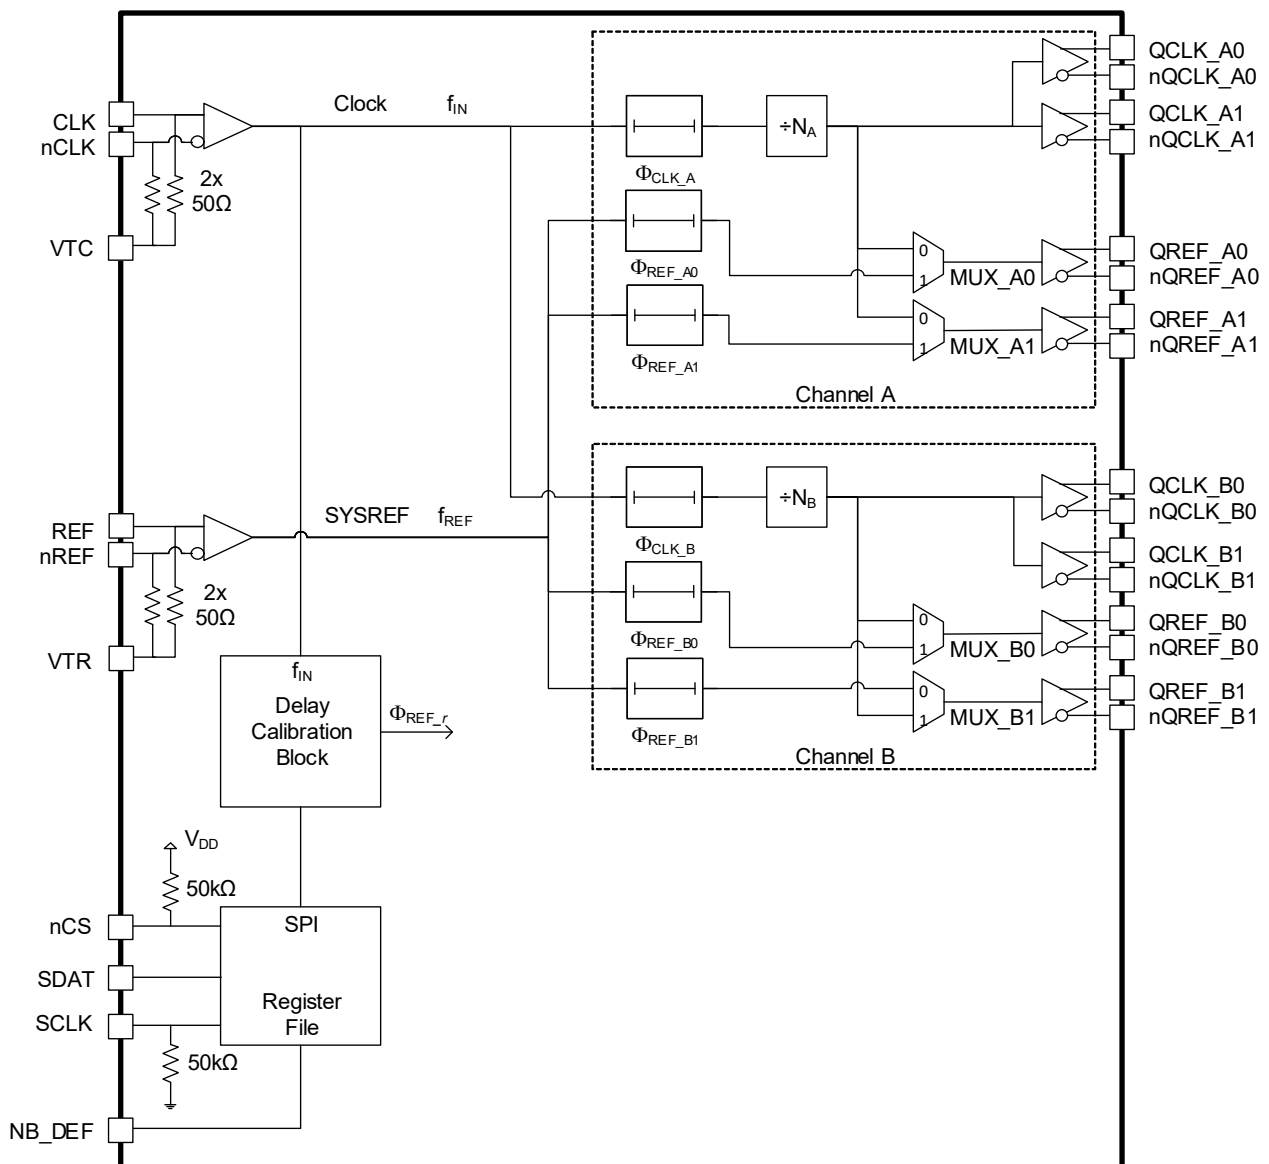 CLK
nCLK
2x
50Ω
VTC
Clock
fIN
ΦCLK_A
÷NA
ΦREF_A0
ΦREF_A1
0
1
MUX_A0
0
1
MUX_A1
Channel A
QCLK_A0
nQCLK_A0
QCLK_A1
nQCLK_A1
QREF_A0
nQREF_A0
QREF_A1
nQREF_A1
REF
nREF
2x
50Ω
VTR
SYSREF
fREF
ΦCLK_B
÷NB
ΦREF_B0
ΦREF_B1
0
1
MUX_B0
0
1
MUX_B1
Channel B
QCLK_B0
nQCLK_B0
QCLK_B1
nQCLK_B1
QREF_B0
nQREF_B0
QREF_B1
nQREF_B1
fIN
Delay
Calibration
Block
ΦREF_r
VDD
50kΩ
nCS
SDAT
SCLK
SPI
Register
File
50kΩ
NB_DEF